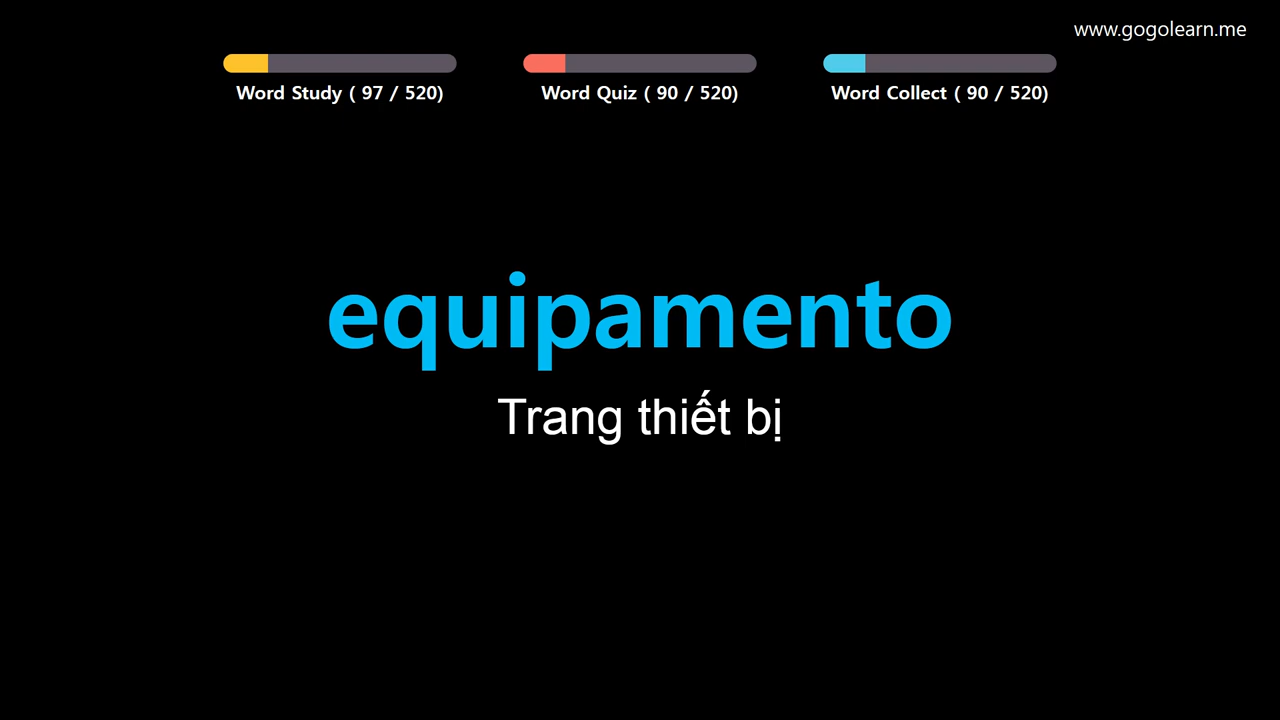 www.gogolearn.me
Word Study ( 97 / 520)
Word Quiz ( 90 / 520)
Word Collect ( 90 / 520)
equipamento
Trang thiết bị